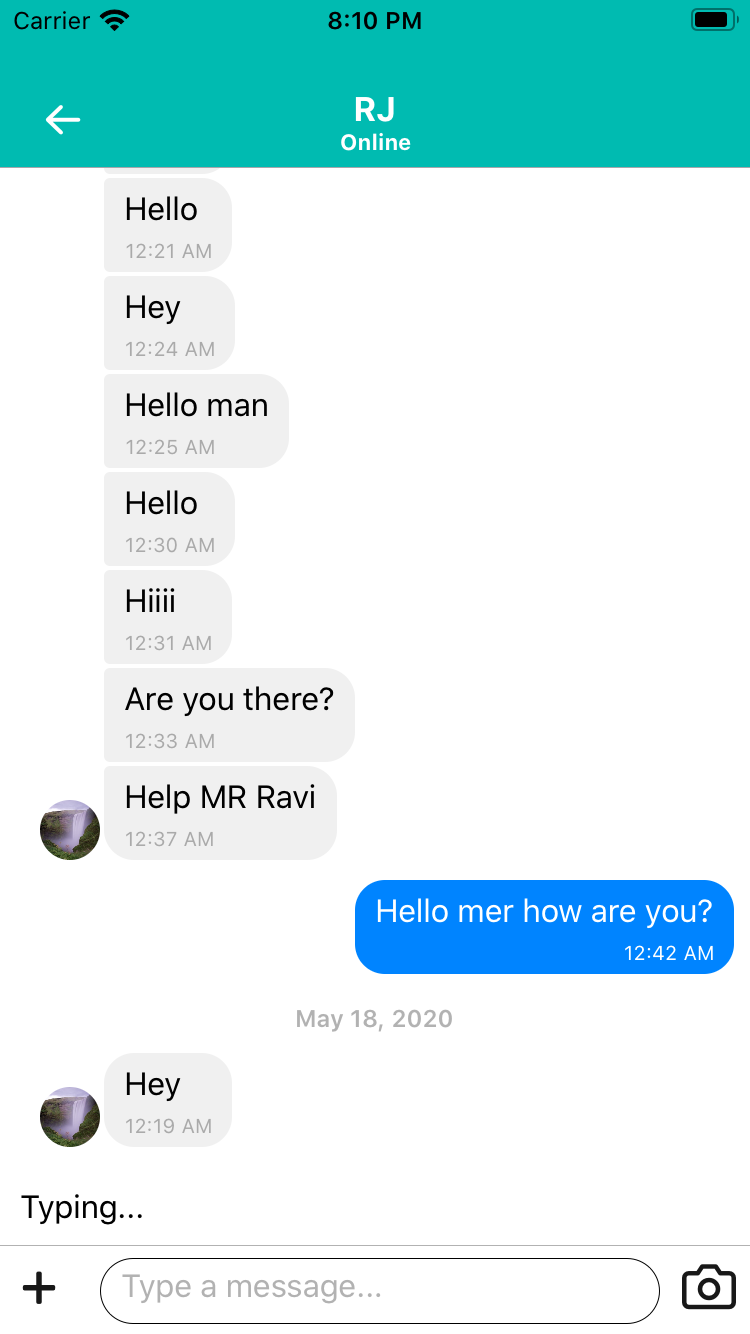 Carrier 8:10 PM
RJ
Online
Hello
12:21 AM
Hey
12:24 AM
Hello man
12:25 AM
Hello
12:30 AM
Hiiii
12:31 AM
Are you there?
12:33 AM
Help MR Ravi
12:37 AM
Hello mer how are you?
12:42 AM
May 18, 2020
Hey
12:19 AM
Typing...
Type a message...